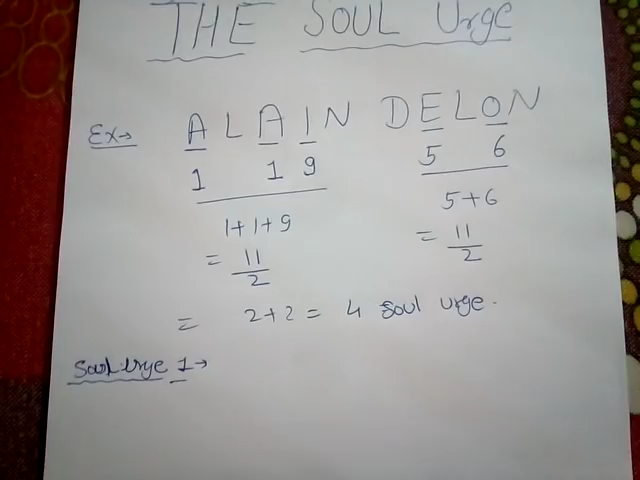 THE SOUL Urge
Ex→ ALAIN DELON
1 1 9 5 6
1+1+9 5+6
= 11/2 = 11/2
= 2+2 = 4 Soul urge.
Soul Urge 1→